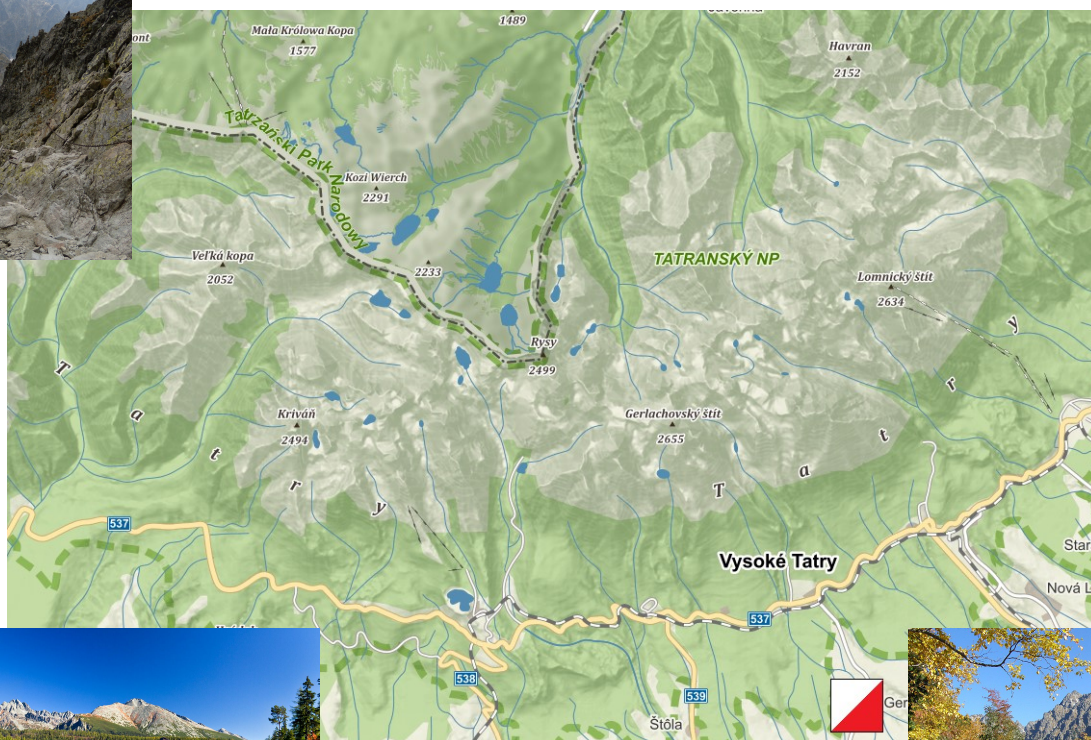 1489
Mała Królowa Kopa
1577
ont
Havran
2152
Tatrzański Park Narodowy
Kozi Wierch
2291
Veľká kopa
2052
2233
TATRANSKÝ NP
Lomnický štít
2634
Rysy
2499
Kriváň
2494
Gerlachovský štít
2655
T a t r y
T a t r y
537
Vysoké Tatry
Star
Nová L
537
538
539
Štôla
Ger